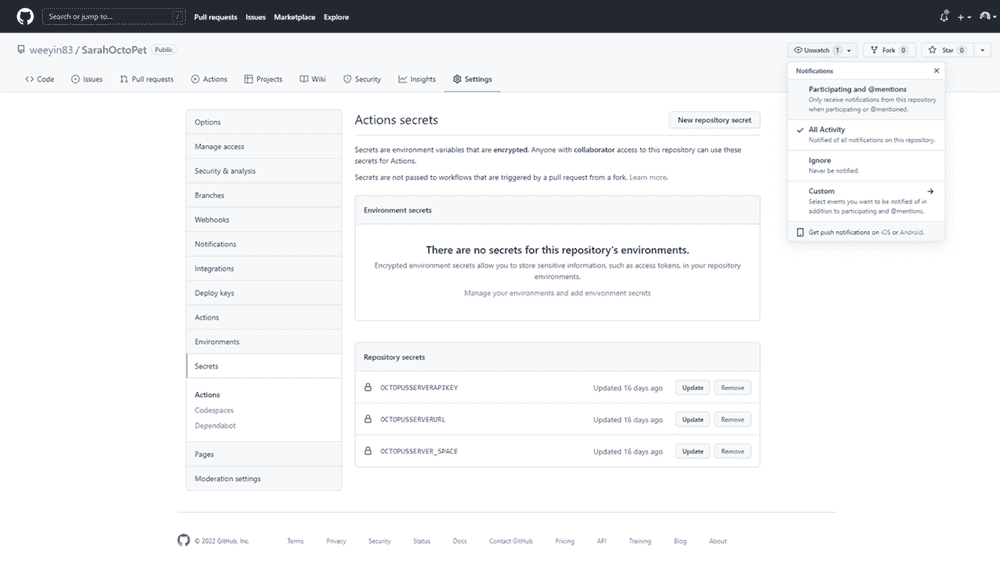 Search or jump to... /
Pull requests Issues Marketplace Explore
weeyin83 / SarahOctoPet Public
Unwatch 1 Fork 0 Star 0
Code Issues Pull requests Actions Projects Wiki Security Insights Settings
Notifications
Participating and @mentions
Only receive notifications from this repository
when participating or @mentioned.
All Activity
Notified of all notifications on this repository.
Ignore
Never be notified.
Custom
Select events you want to be notified of in
addition to participating and @mentions.
Get push notifications on iOS or Android.
Options
Manage access
Security & analysis
Branches
Webhooks
Notifications
Integrations
Deploy keys
Actions
Environments
Secrets
Actions
Codespaces
Dependabot
Pages
Moderation settings
Actions secrets
New repository secret
Secrets are environment variables that are encrypted. Anyone with collaborator access to this repository can use these
secrets for Actions.
Secrets are not passed to workflows that are triggered by a pull request from a fork. Learn more.
Environment secrets
There are no secrets for this repository's environments.
Encrypted environment secrets allow you to store sensitive information, such as access tokens, in your repository
environments.
Manage your environments and add environment secrets
Repository secrets
OCTOPUSSERVERAPIKEY Updated 16 days ago Update Remove
OCTOPUSSERVERURL Updated 16 days ago Update Remove
OCTOPUSSERVER_SPACE Updated 16 days ago Update Remove
© 2022 GitHub, Inc. Terms Privacy Security Status Docs Contact GitHub Pricing API Training Blog About